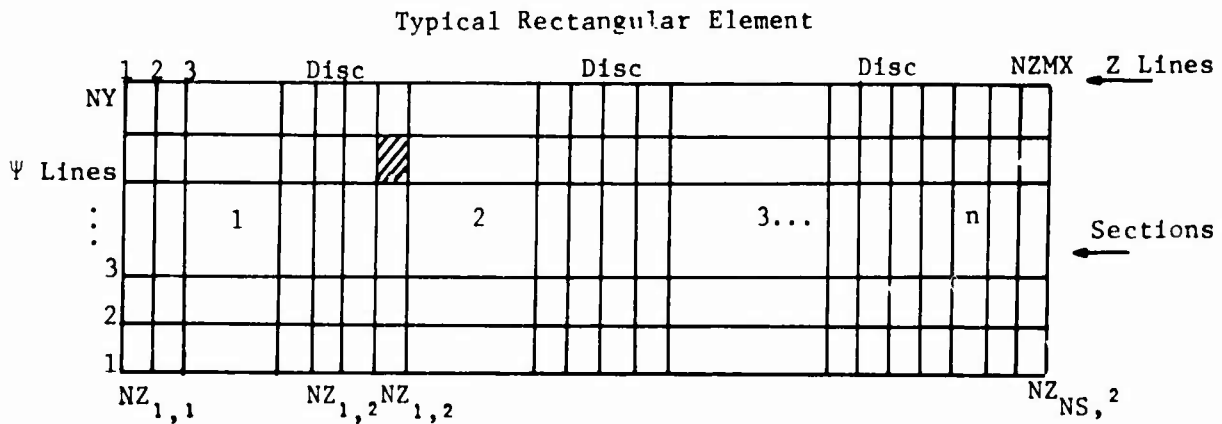 Typical Rectangular Element
1 2 3 Disc Disc Disc NZMX Z Lines
NY
Ψ Lines
⋮
1 2 3... n Sections
3
2
1
NZ1,1 NZ1,2 NZ1,2 NZNS,2